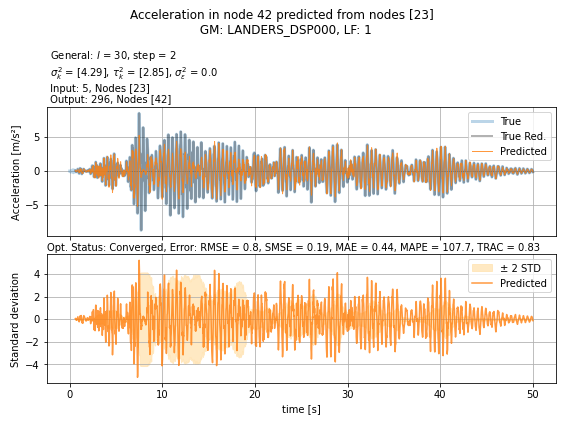 Acceleration in node 42 predicted from nodes [23]
GM: LANDERS_DSP000, LF: 1
General: l = 30, step = 2
σ²ₖ = [4.29], τ²ₖ = [2.85], σ²ε = 0.0
Input: 5, Nodes [23]
Output: 296, Nodes [42]
True
True Red.
Predicted
Acceleration [m/s²]
5
0
−5
Opt. Status: Converged, Error: RMSE = 0.8, SMSE = 0.19, MAE = 0.44, MAPE = 107.7, TRAC = 0.83
± 2 STD
Predicted
Standard deviation
4
2
0
−2
−4
0 10 20 30 40 50
time [s]